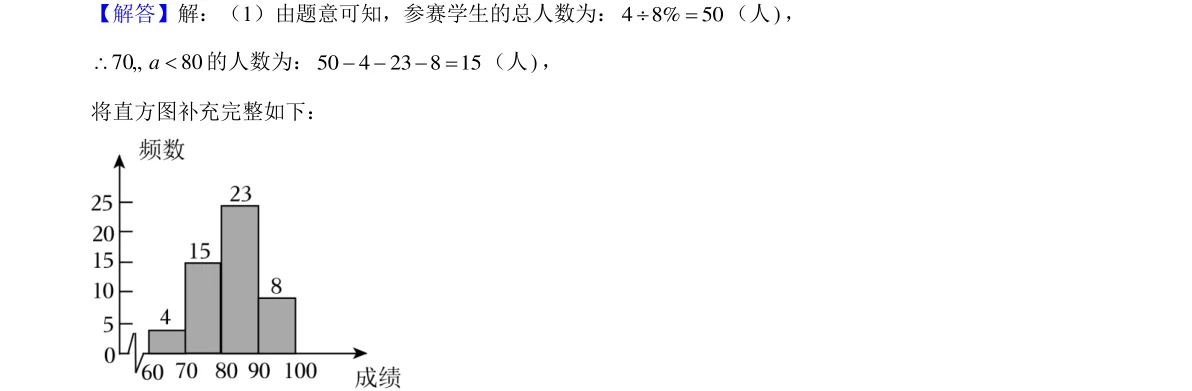 【解答】解：（1）由题意可知，参赛学生的总人数为：4÷8%=50（人），
∴70,, a<80的人数为：50−4−23−8=15（人），
将直方图补充完整如下：
频数
23
25
20
15
15
10
8
4
5
0
60 70 80 90 100
成绩